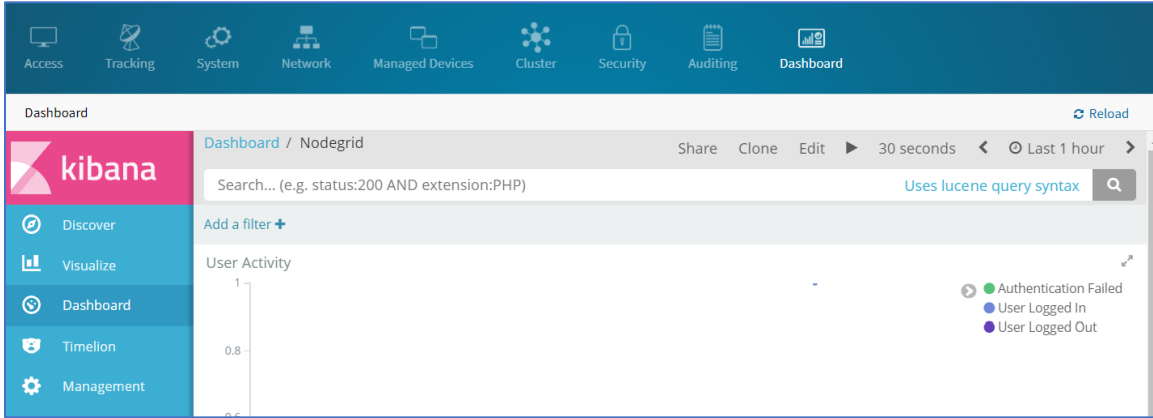 Access Tracking System Network Managed Devices Cluster Security Auditing Dashboard
Dashboard Reload
kibana
Discover
Visualize
Dashboard
Timelion
Management
Dashboard / Nodegrid Share Clone Edit 30 seconds Last 1 hour
Search... (e.g. status:200 AND extension:PHP) Uses lucene query syntax
Add a filter
User Activity
1
0.8
0.6
Authentication Failed
User Logged In
User Logged Out